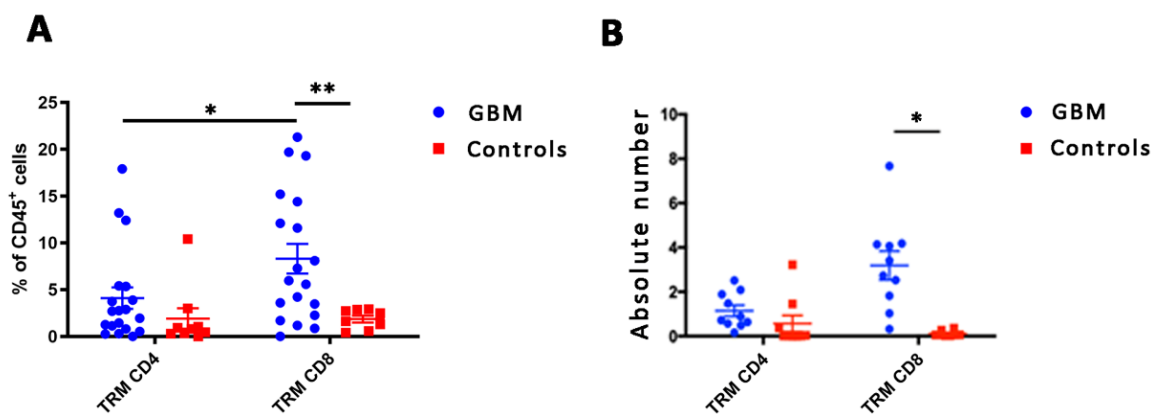 A
B
*
**
25
20
15
10
5
0
% of CD45⁺ cells
TRM CD4
TRM CD8
GBM
Controls
*
10
8
6
4
2
0
Absolute number
TRM CD4
TRM CD8
GBM
Controls